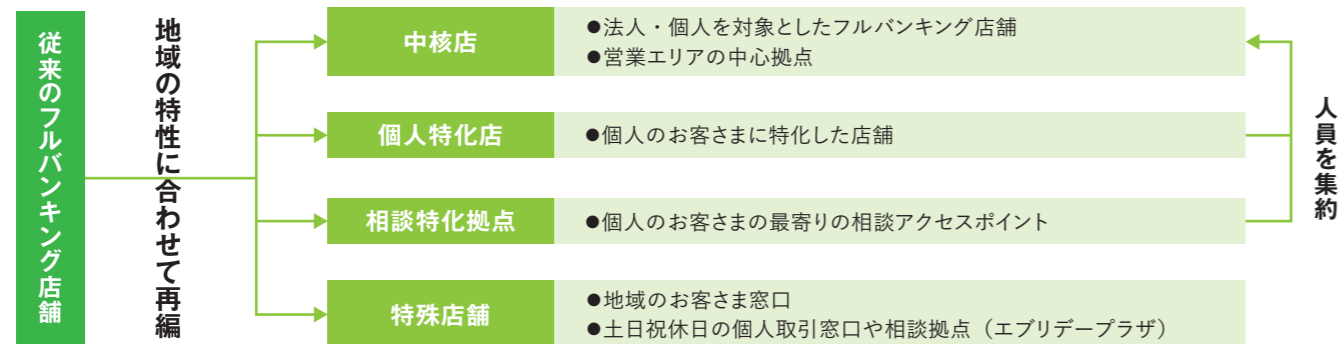 従来のフルバンキング店舗
地域の特性に合わせて再編
中核店
●法人・個人を対象としたフルバンキング店舗
●営業エリアの中心拠点
個人特化店
●個人のお客さまに特化した店舗
相談特化拠点
●個人のお客さまの最寄りの相談アクセスポイント
特殊店舗
●地域のお客さま窓口
●土日祝休日の個人取引窓口や相談拠点（エブリデープラザ）
人員を集約